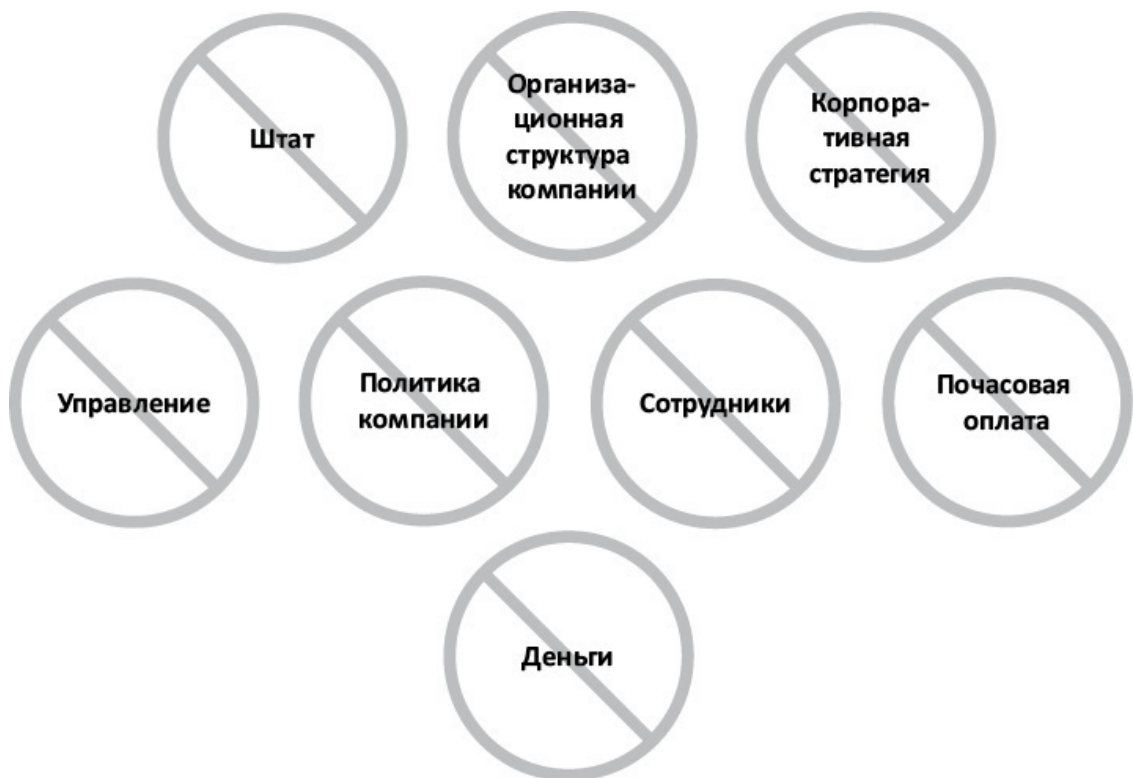 Штат
Организа-
ционная
структура
компании
Корпора-
тивная
стратегия
Управление
Политика
компании
Сотрудники
Почасовая
оплата
Деньги